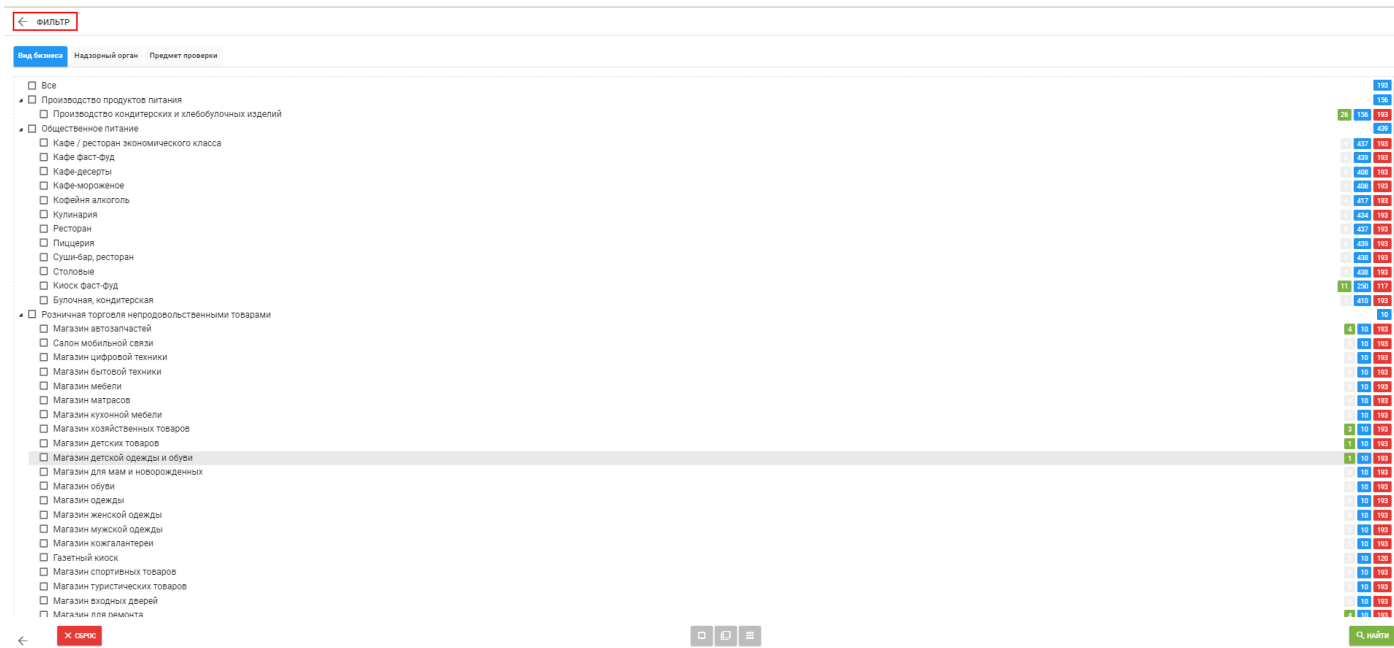 ФИЛЬТР
Вид бизнеса Надзорный орган Предмет проверки
Все 193
Производство продуктов питания 156
Производство кондитерских и хлебобулочных изделий 26 156 193
Общественное питание 439
Кафе / ресторан экономического класса 437 193
Кафе фаст-фуд 439 193
Кафе-десерты 408 193
Кафе-мороженое 408 193
Кофейня алкоголь 417 193
Кулинария 434 193
Ресторан 437 193
Пиццерия 439 193
Суши-бар, ресторан 438 193
Столовые 438 193
Киоск фаст-фуд 11 250 117
Булочная, кондитерская 410 193
Розничная торговля непродовольственными товарами 10
Магазин автозапчастей 4 10 193
Салон мобильной связи 10 193
Магазин цифровой техники 10 193
Магазин бытовой техники 10 193
Магазин мебели 10 193
Магазин матрасов 10 193
Магазин кухонной мебели 10 193
Магазин хозяйственных товаров 3 10 193
Магазин детских товаров 1 10 193
Магазин детской одежды и обуви 1 10 193
Магазин для мам и новорожденных 10 193
Магазин обуви 10 193
Магазин одежды 10 193
Магазин женской одежды 10 193
Магазин мужской одежды 10 193
Магазин кожгалантереи 10 193
Газетный киоск 10 120
Магазин спортивных товаров 10 193
Магазин туристических товаров 10 193
Магазин входных дверей 10 193
Магазин для ремонта 4 10 193
СБРОС НАЙТИ